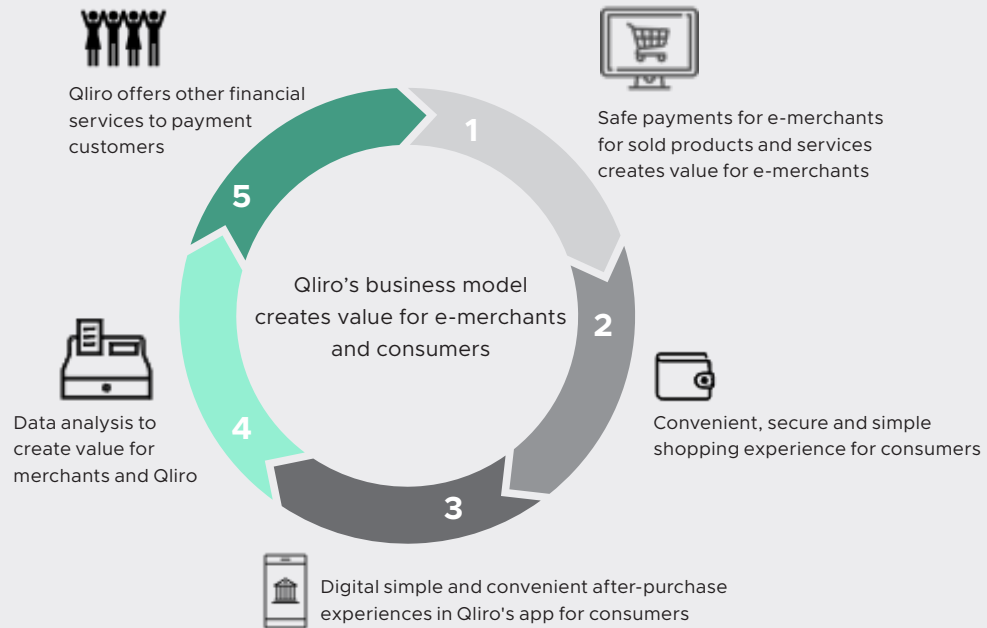 Qliro offers other financial
services to payment
customers
1
Safe payments for e-merchants
for sold products and services
creates value for e-merchants
5
Qliro’s business model
creates value for e-merchants
and consumers
2
Convenient, secure and simple
shopping experience for consumers
Data analysis to
create value for
merchants and Qliro
4
3
Digital simple and convenient after-purchase
experiences in Qliro's app for consumers